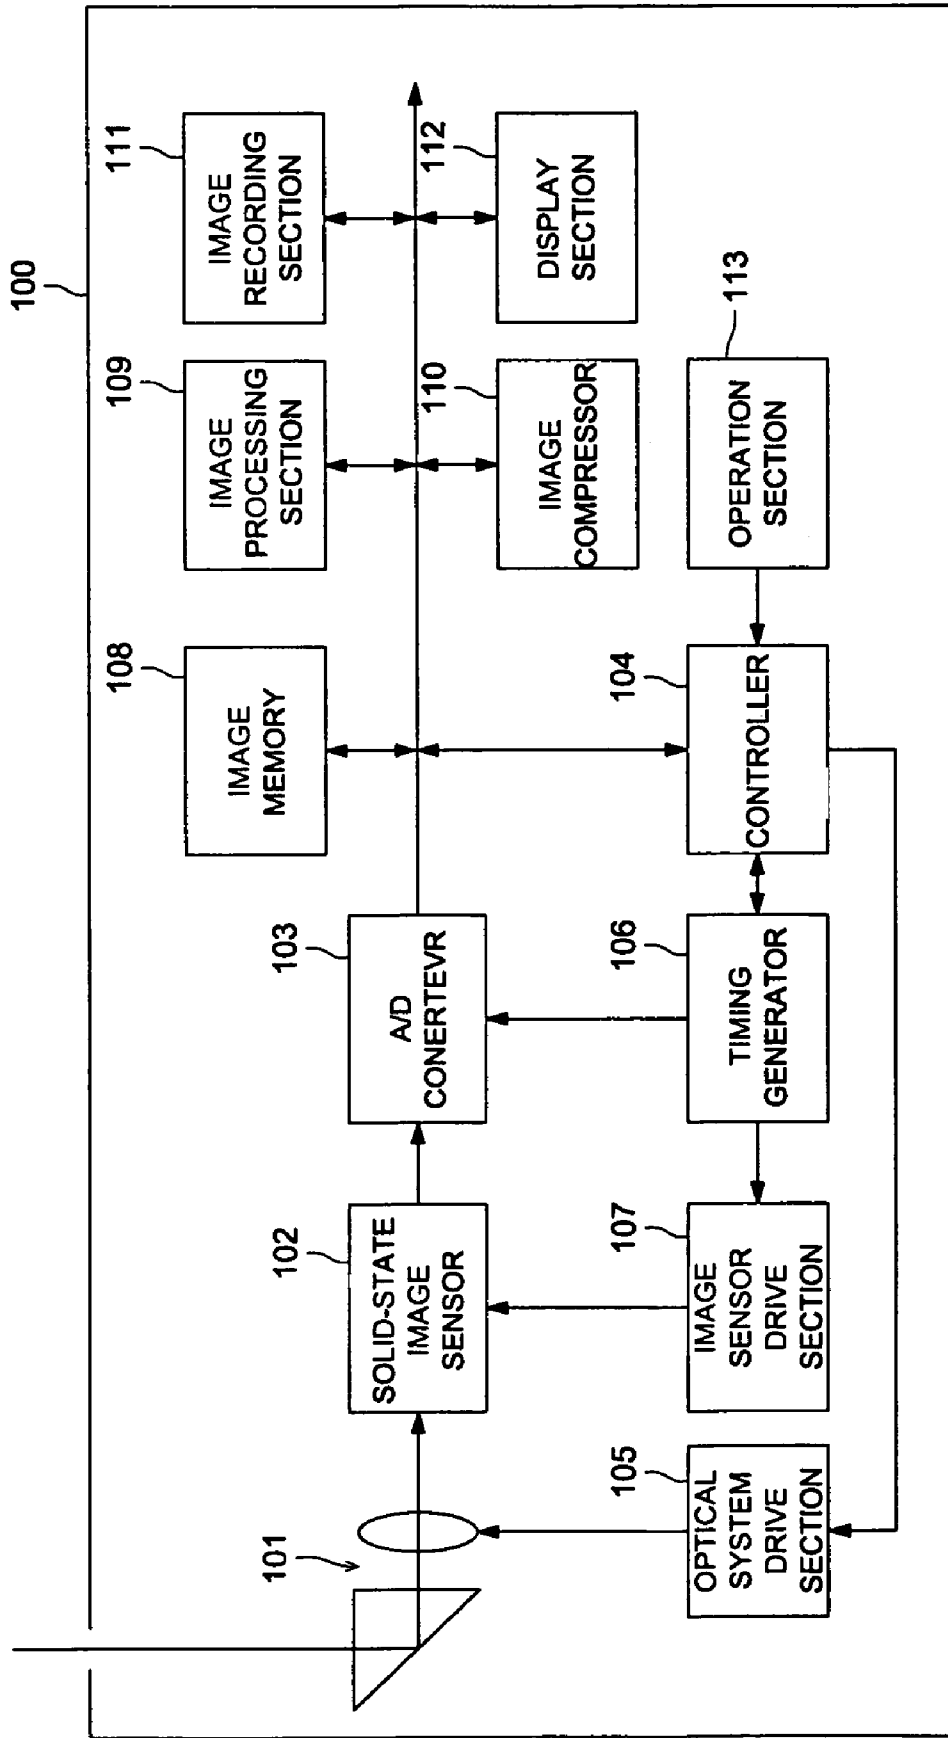 100
101
SOLID-STATE
IMAGE
SENSOR
102
A/D
CONERTEVR
103
IMAGE
MEMORY
108
IMAGE
PROCESSING
SECTION
109
IMAGE
RECORDING
SECTION
111
IMAGE
COMPRESSOR
110
DISPLAY
SECTION
112
OPTICAL
SYSTEM
DRIVE
SECTION
105
IMAGE
SENSOR
DRIVE
SECTION
107
TIMING
GENERATOR
106
CONTROLLER
104
OPERATION
SECTION
113